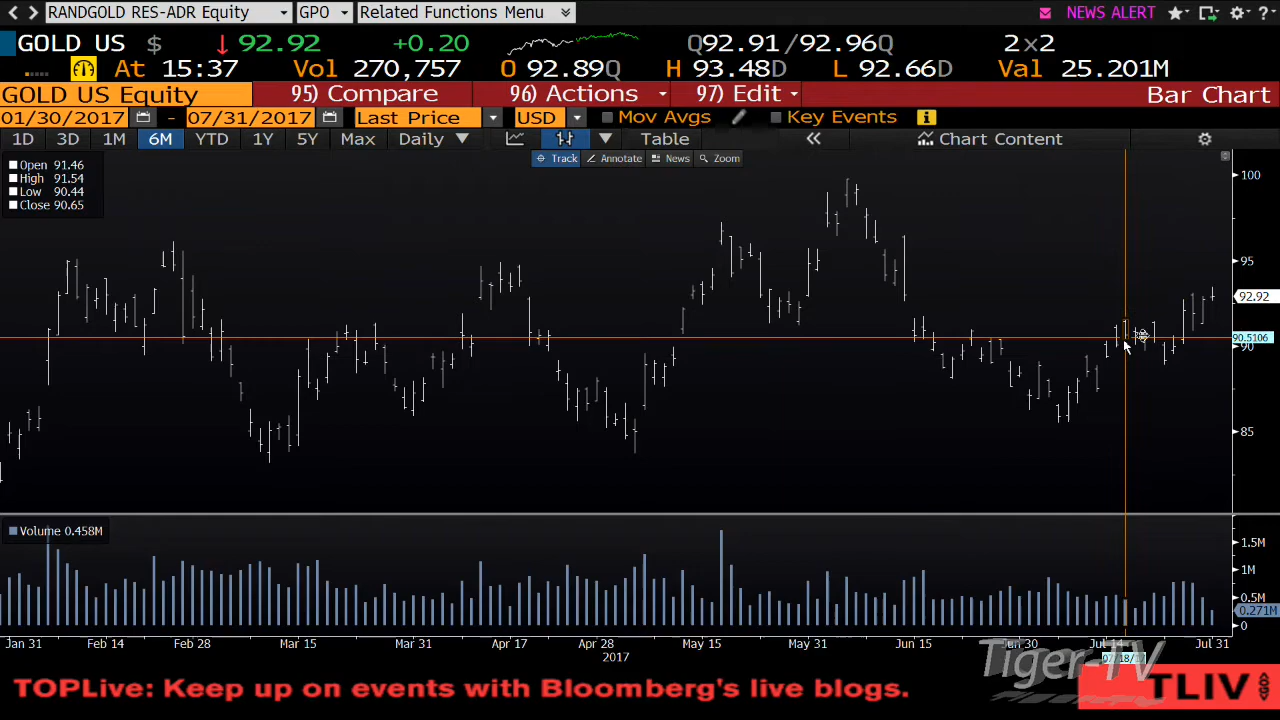 RANDGOLD RES-ADR Equity GPO Related Functions Menu NEWS ALERT ?
GOLD US $ ↓92.92 +0.20 Q92.91/92.96Q 2x2
At 15:37 Vol 270,757 O 92.89Q H 93.48D L 92.66D Val 25.201M
GOLD US Equity 95) Compare 96) Actions 97) Edit Bar Chart
01/30/2017 - 07/31/2017 Last Price USD Mov Avgs Key Events
1D 3D 1M 6M YTD 1Y 5Y Max Daily ▼ ▼ Table « Chart Content
Track Annotate News Zoom
Open 91.46
High 91.54
Low 90.44
Close 90.65
100
95
92.92
90.5106
90
85
Volume 0.458M
1.5M
1M
0.5M
0.271M
0
Jan 31 Feb 14 Feb 28 Mar 15 Mar 31 Apr 17 Apr 28 May 15 May 31 Jun 15 Jun 30 Jul 14 Jul 31
2017
Tiger-TV
TOPLive: Keep up on events with Bloomberg's live blogs. TLIV